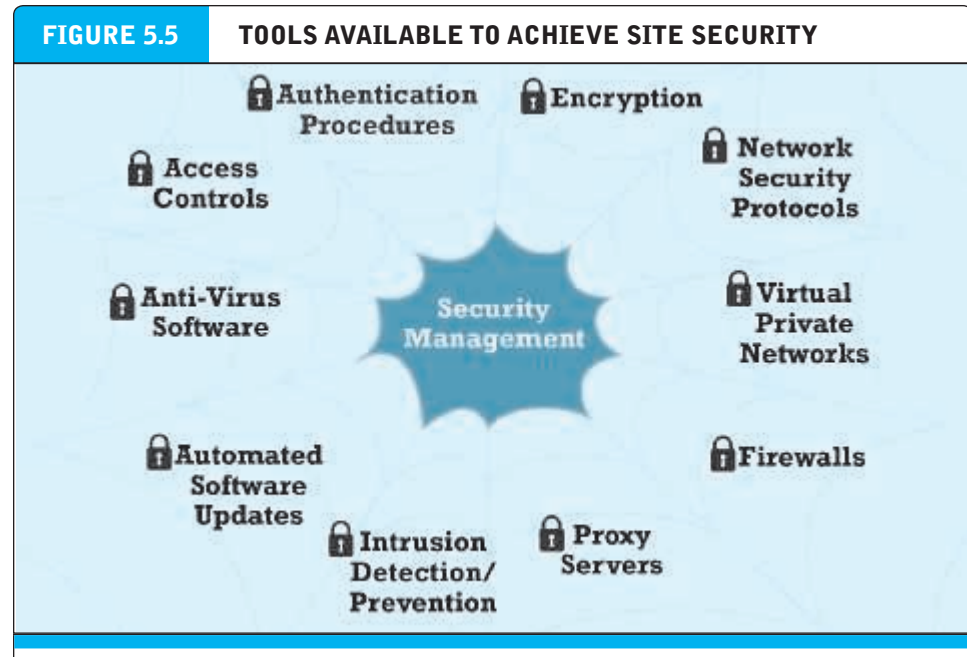 FIGURE 5.5
TOOLS AVAILABLE TO ACHIEVE SITE SECURITY
Authentication
Procedures
Encryption
Network
Security
Protocols
Access
Controls
Anti-Virus
Software
Security
Management
Virtual
Private
Networks
Automated
Software
Updates
Firewalls
Intrusion
Detection/
Prevention
Proxy
Servers